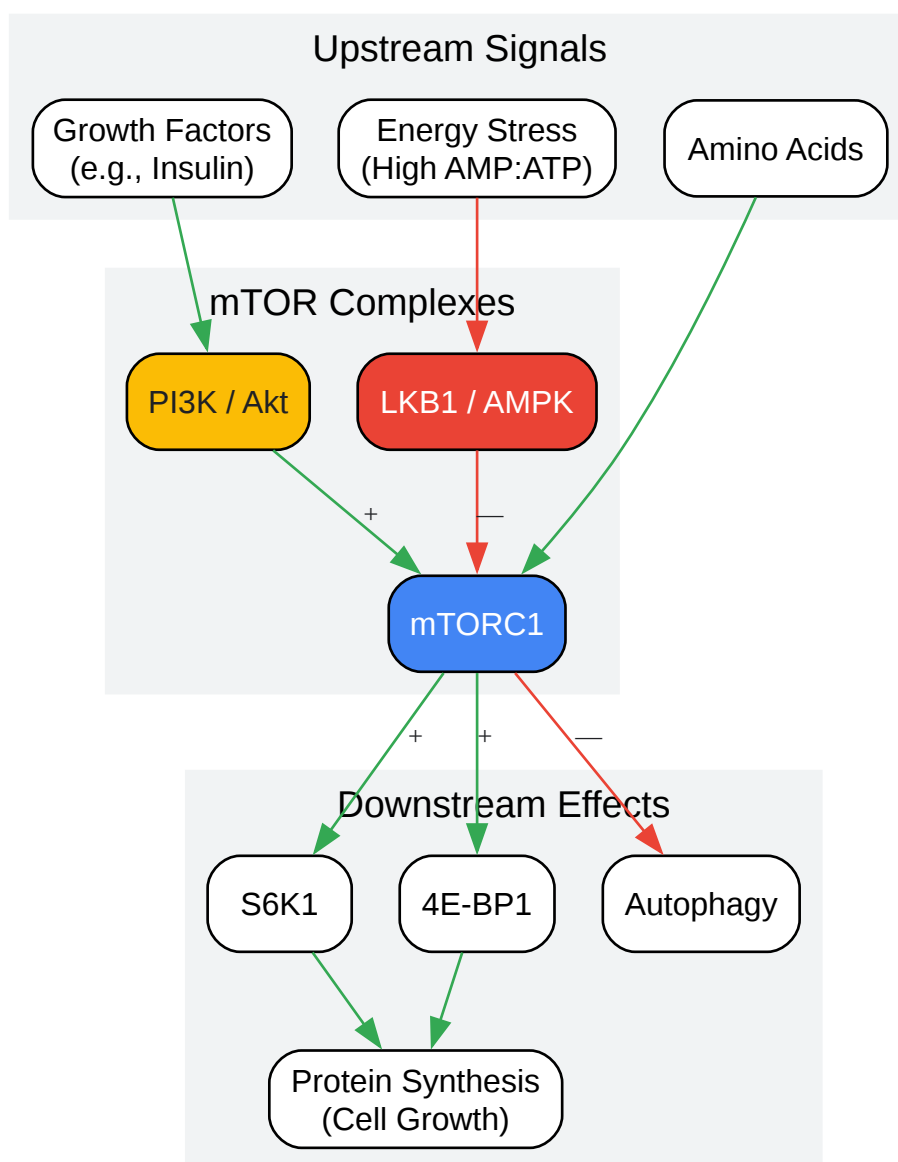 Upstream Signals
Growth Factors
(e.g., Insulin)
Energy Stress
(High AMP:ATP)
Amino Acids
mTOR Complexes
PI3K / Akt
LKB1 / AMPK
+
—
mTORC1
+
+
—
Downstream Effects
S6K1
4E-BP1
Autophagy
Protein Synthesis
(Cell Growth)